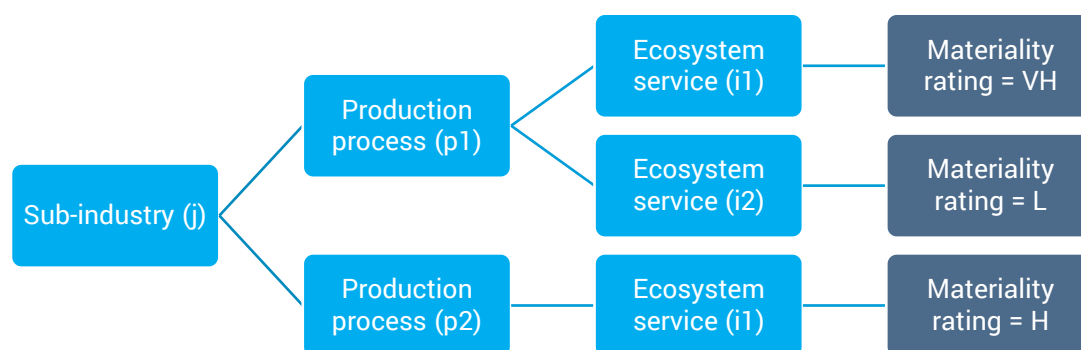 Sub-industry (j)
Production
process (p1)
Ecosystem
service (i1)
Materiality
rating = VH
Ecosystem
service (i2)
Materiality
rating = L
Production
process (p2)
Ecosystem
service (i1)
Materiality
rating = H